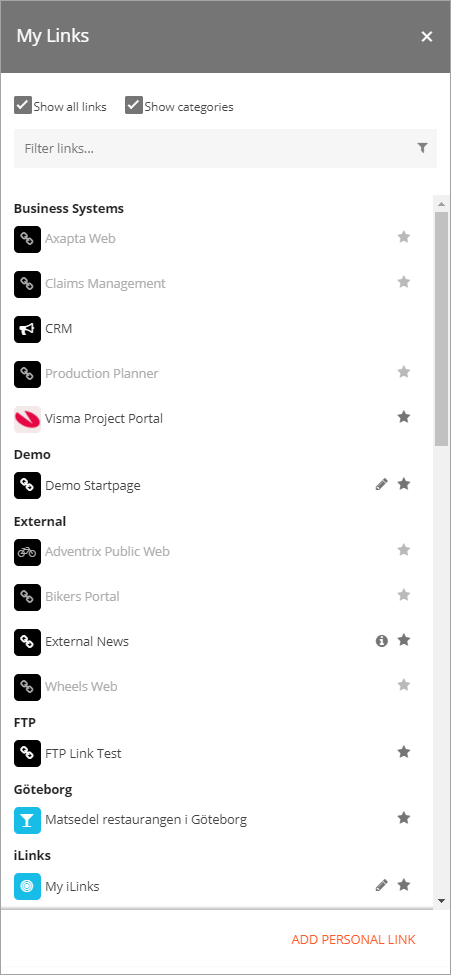 My Links
Show all links Show categories
Filter links...
Business Systems
Axapta Web
Claims Management
CRM
Production Planner
Visma Project Portal
Demo
Demo Startpage
External
Adventrix Public Web
Bikers Portal
External News
Wheels Web
FTP
FTP Link Test
Göteborg
Matsedel restaurangen i Göteborg
iLinks
My iLinks
ADD PERSONAL LINK